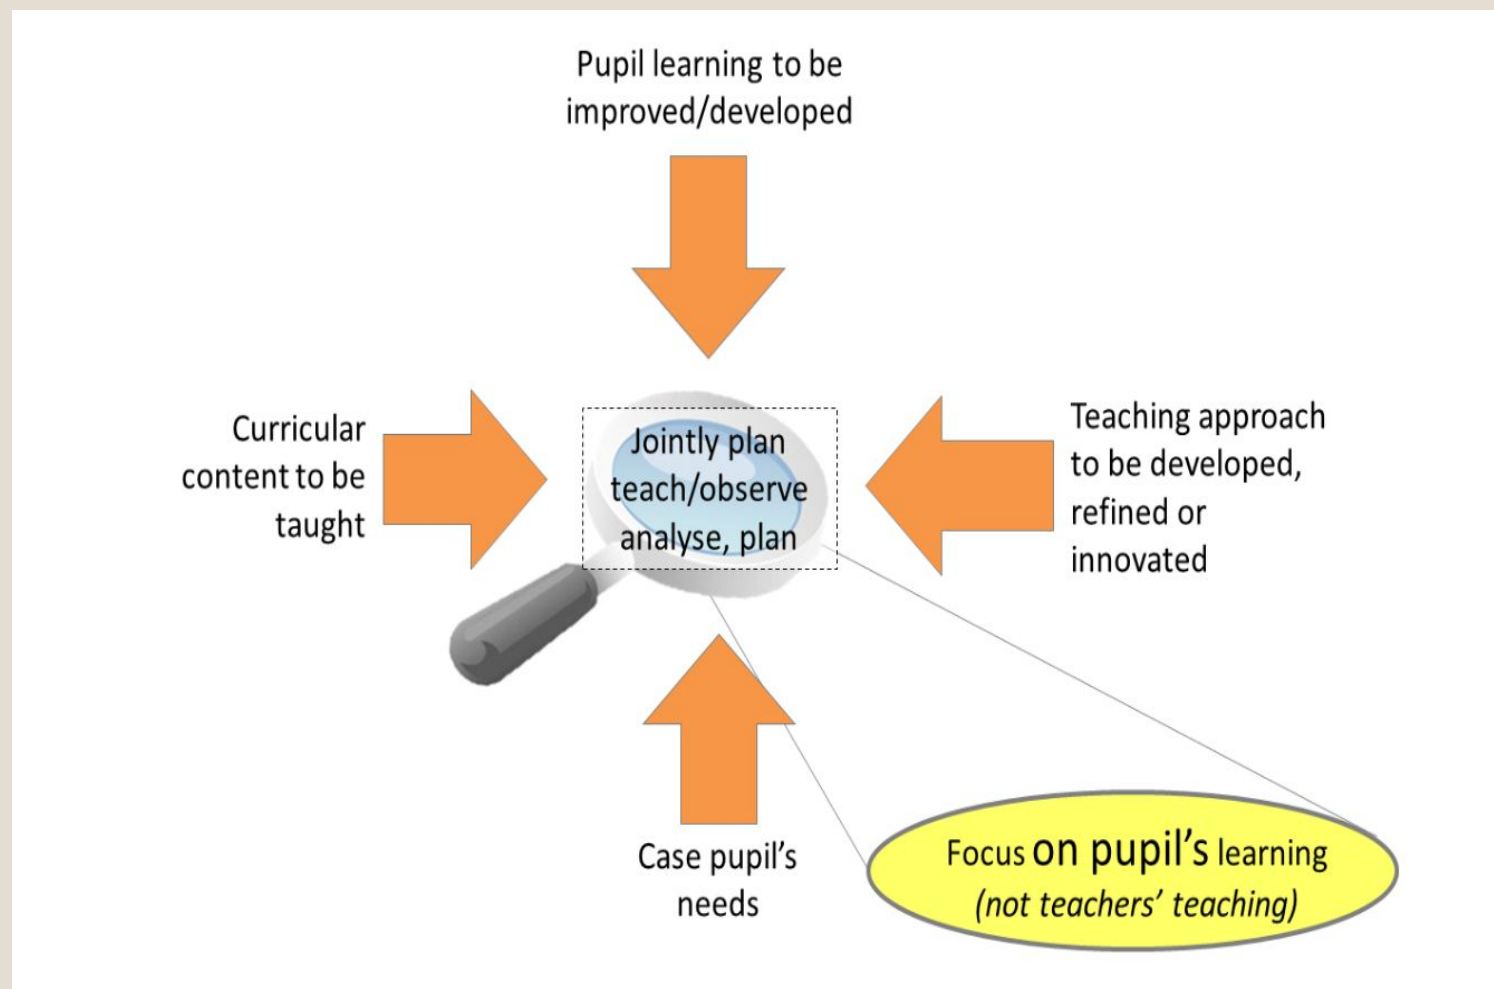 Pupil learning to be
improved/developed
Curricular
content to be
taught
Jointly plan
teach/observe
analyse, plan
Teaching approach
to be developed,
refined or
innovated
Case pupil’s
needs
Focus on pupil’s learning
(not teachers’ teaching)